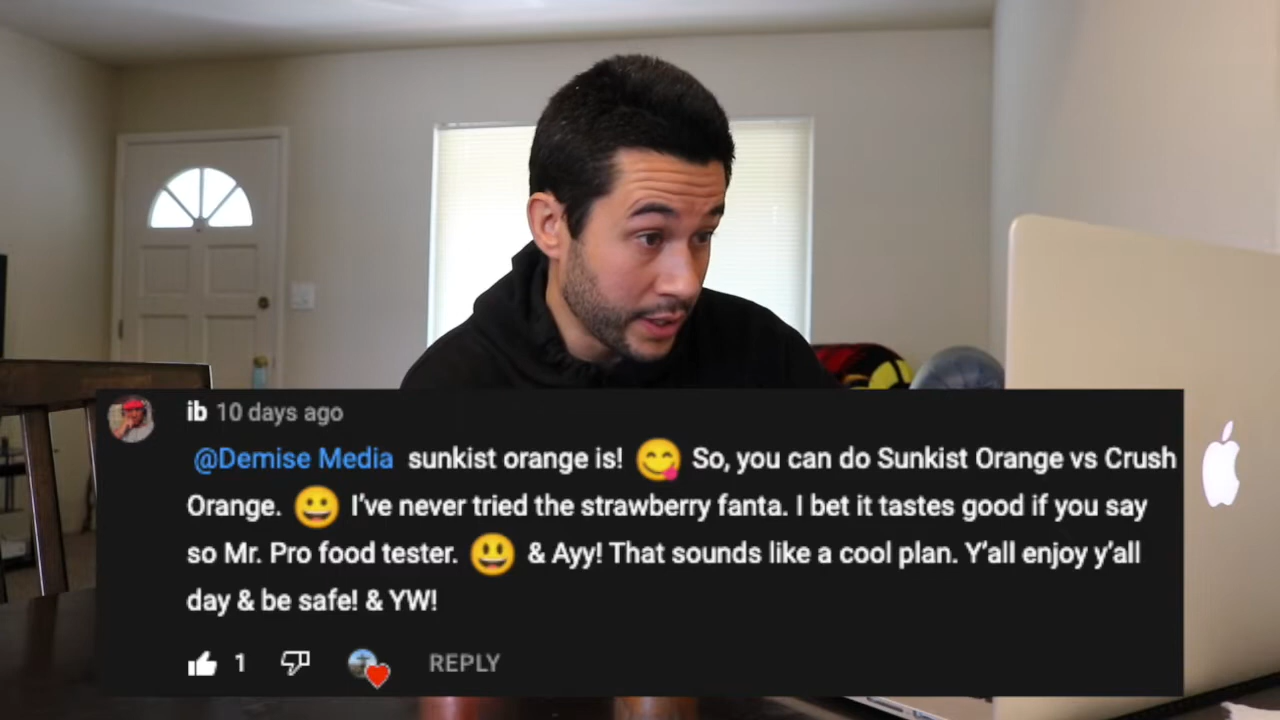 ib 10 days ago
@Demise Media sunkist orange is! 😋 So, you can do Sunkist Orange vs Crush
Orange. 😀 I've never tried the strawberry fanta. I bet it tastes good if you say
so Mr. Pro food tester. 😃 & Ayy! That sounds like a cool plan. Y'all enjoy y'all
day & be safe! & YW!
1 REPLY